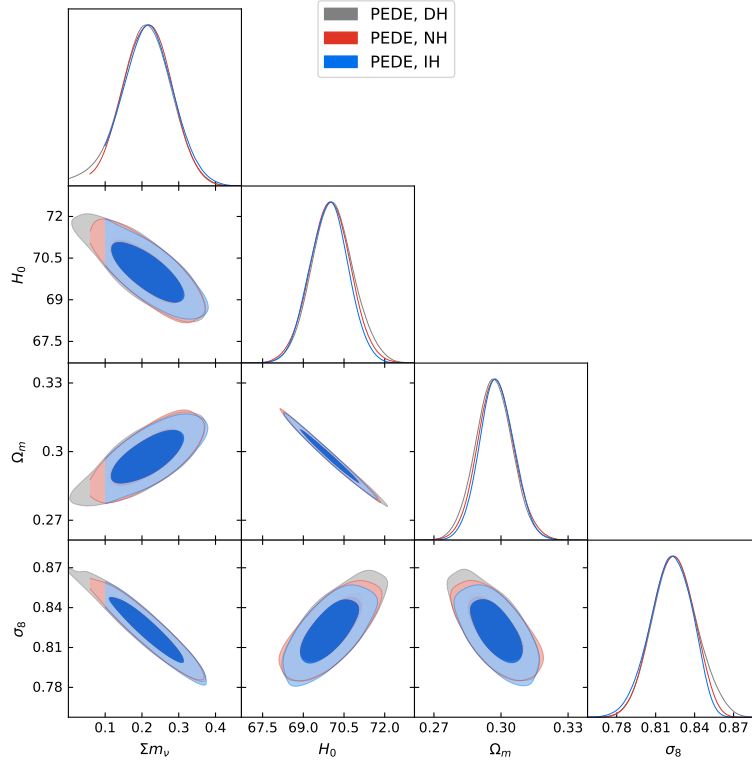 PEDE, DH
PEDE, NH
PEDE, IH
72
70.5
69
67.5
H₀
0.33
0.3
0.27
Ωₘ
0.87
0.84
0.81
0.78
σ₈
0.1 0.2 0.3 0.4
67.5 69.0 70.5 72.0
0.27 0.30 0.33
0.78 0.81 0.84 0.87
Σmᵥ H₀ Ωₘ σ₈